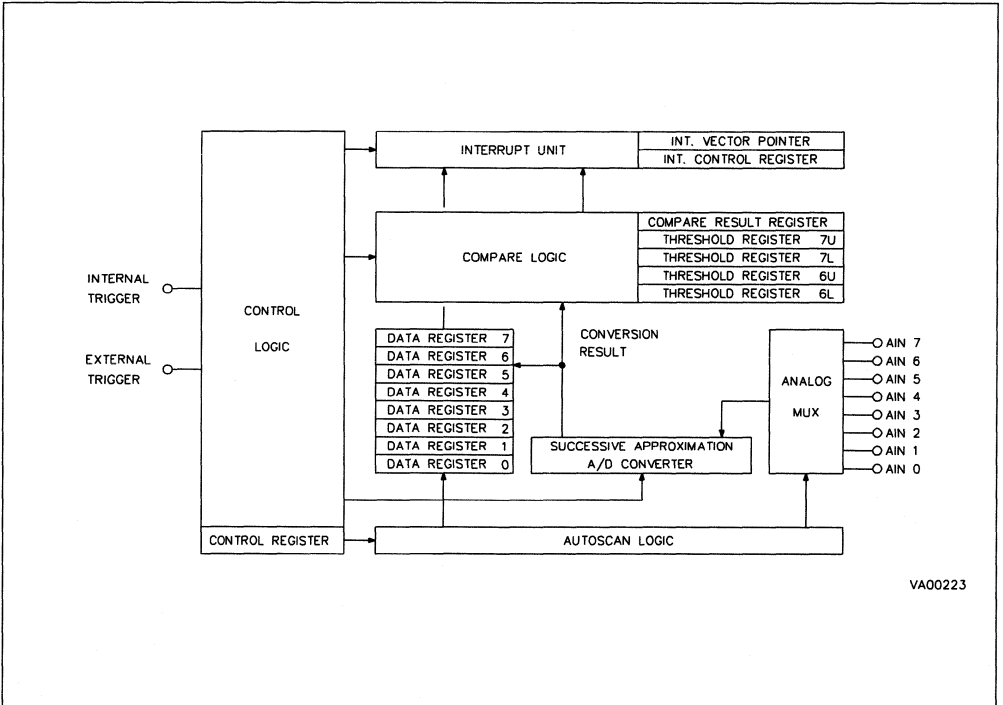 INTERRUPT UNIT
INT. VECTOR POINTER
INT. CONTROL REGISTER
COMPARE LOGIC
COMPARE RESULT REGISTER
THRESHOLD REGISTER 7U
THRESHOLD REGISTER 7L
THRESHOLD REGISTER 6U
THRESHOLD REGISTER 6L
INTERNAL
TRIGGER
EXTERNAL
TRIGGER
CONTROL
LOGIC
CONTROL REGISTER
DATA REGISTER 7
DATA REGISTER 6
DATA REGISTER 5
DATA REGISTER 4
DATA REGISTER 3
DATA REGISTER 2
DATA REGISTER 1
DATA REGISTER 0
CONVERSION
RESULT
SUCCESSIVE APPROXIMATION
A/D CONVERTER
ANALOG
MUX
AIN 7
AIN 6
AIN 5
AIN 4
AIN 3
AIN 2
AIN 1
AIN 0
AUTOSCAN LOGIC
VA00223